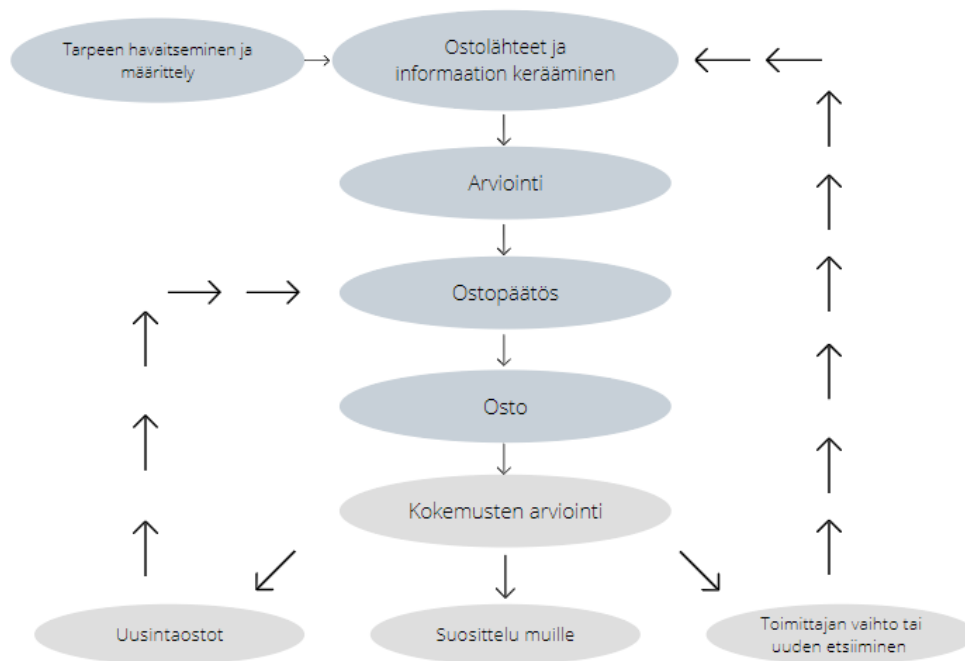 Tarpeen havaitseminen ja
määrittely
Ostolähteet ja
informaation kerääminen
Arviointi
Ostopäätös
Osto
Kokemusten arviointi
Uusintaostot
Suosittelu muille
Toimittajan vaihto tai
uuden etsiiminen